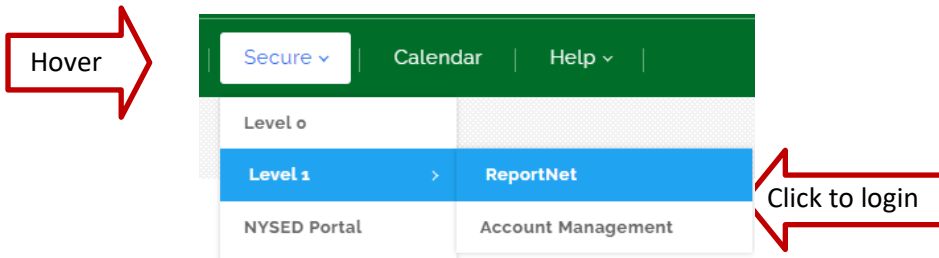 Hover
Secure Calendar Help
Level 0
Level 1 ReportNet
Click to login
NYSED Portal Account Management